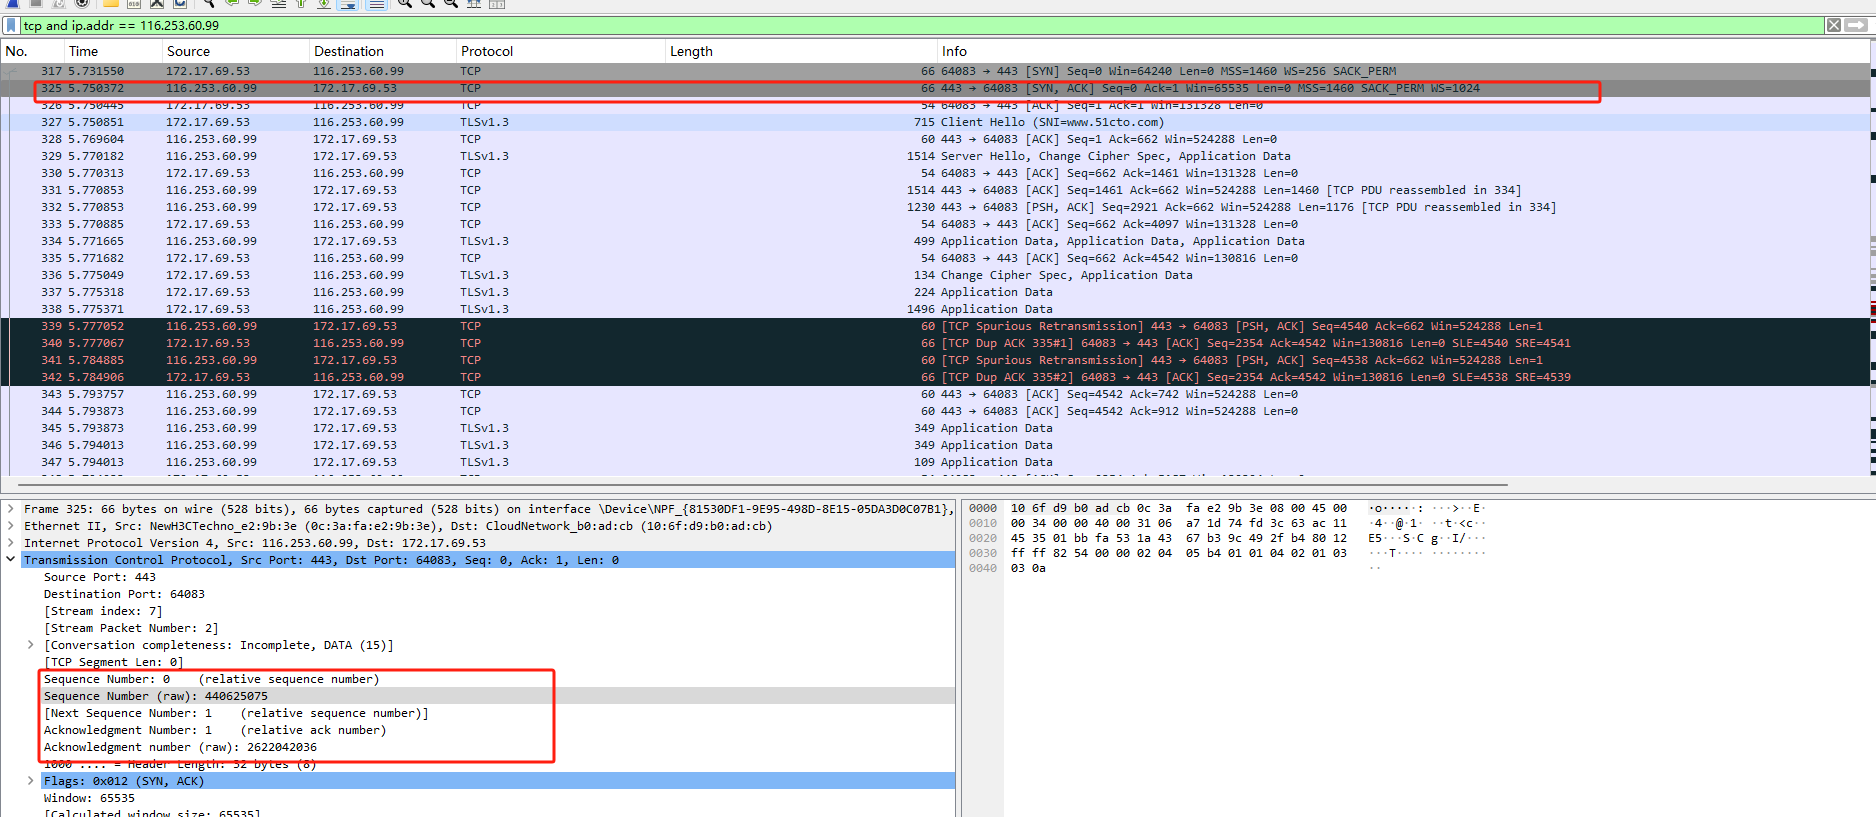 tcp and ip.addr == 116.253.60.99
No. Time Source Destination Protocol Length Info
317 5.731550 172.17.69.53 116.253.60.99 TCP 66 64083 → 443 [SYN] Seq=0 Win=64240 Len=0 MSS=1460 WS=256 SACK_PERM
325 5.750372 116.253.60.99 172.17.69.53 TCP 66 443 → 64083 [SYN, ACK] Seq=0 Ack=1 Win=65535 Len=0 MSS=1460 SACK_PERM WS=1024
326 5.750445 172.17.69.53 116.253.60.99 TCP 54 64083 → 443 [ACK] Seq=1 Ack=1 Win=131328 Len=0
327 5.750851 172.17.69.53 116.253.60.99 TLSv1.3 715 Client Hello (SNI=www.51cto.com)
328 5.769604 116.253.60.99 172.17.69.53 TCP 60 443 → 64083 [ACK] Seq=1 Ack=662 Win=524288 Len=0
329 5.770182 116.253.60.99 172.17.69.53 TLSv1.3 1514 Server Hello, Change Cipher Spec, Application Data
330 5.770313 172.17.69.53 116.253.60.99 TCP 54 64083 → 443 [ACK] Seq=662 Ack=1461 Win=131328 Len=0
331 5.770853 116.253.60.99 172.17.69.53 TCP 1514 443 → 64083 [ACK] Seq=1461 Ack=662 Win=524288 Len=1460 [TCP PDU reassembled in 334]
332 5.770853 116.253.60.99 172.17.69.53 TCP 1230 443 → 64083 [PSH, ACK] Seq=2921 Ack=662 Win=524288 Len=1176 [TCP PDU reassembled in 334]
333 5.770885 172.17.69.53 116.253.60.99 TCP 54 64083 → 443 [ACK] Seq=662 Ack=4097 Win=131328 Len=0
334 5.771665 116.253.60.99 172.17.69.53 TLSv1.3 499 Application Data, Application Data, Application Data
335 5.771682 172.17.69.53 116.253.60.99 TCP 54 64083 → 443 [ACK] Seq=662 Ack=4542 Win=130816 Len=0
336 5.775049 172.17.69.53 116.253.60.99 TLSv1.3 134 Change Cipher Spec, Application Data
337 5.775318 172.17.69.53 116.253.60.99 TLSv1.3 224 Application Data
338 5.775371 172.17.69.53 116.253.60.99 TLSv1.3 1496 Application Data
339 5.777052 116.253.60.99 172.17.69.53 TCP 60 [TCP Spurious Retransmission] 443 → 64083 [PSH, ACK] Seq=4540 Ack=662 Win=524288 Len=1
340 5.777067 172.17.69.53 116.253.60.99 TCP 66 [TCP Dup ACK 335#1] 64083 → 443 [ACK] Seq=2354 Ack=4542 Win=130816 Len=0 SLE=4540 SRE=4541
341 5.784885 116.253.60.99 172.17.69.53 TCP 60 [TCP Spurious Retransmission] 443 → 64083 [PSH, ACK] Seq=4538 Ack=662 Win=524288 Len=1
342 5.784906 172.17.69.53 116.253.60.99 TCP 66 [TCP Dup ACK 335#2] 64083 → 443 [ACK] Seq=2354 Ack=4542 Win=130816 Len=0 SLE=4538 SRE=4539
343 5.793757 116.253.60.99 172.17.69.53 TCP 60 443 → 64083 [ACK] Seq=4542 Ack=742 Win=524288 Len=0
344 5.793873 116.253.60.99 172.17.69.53 TCP 60 443 → 64083 [ACK] Seq=4542 Ack=912 Win=524288 Len=0
345 5.793873 116.253.60.99 172.17.69.53 TLSv1.3 349 Application Data
346 5.794013 116.253.60.99 172.17.69.53 TLSv1.3 349 Application Data
347 5.794013 116.253.60.99 172.17.69.53 TLSv1.3 109 Application Data
Frame 325: 66 bytes on wire (528 bits), 66 bytes captured (528 bits) on interface \Device\NPF_{81530DF1-9E95-498D-8E15-05DA3D0C07B1},
Ethernet II, Src: NewH3CTechno_e2:9b:3e (0c:3a:fa:e2:9b:3e), Dst: CloudNetwork_b0:ad:cb (10:6f:d9:b0:ad:cb)
Internet Protocol Version 4, Src: 116.253.60.99, Dst: 172.17.69.53
Transmission Control Protocol, Src Port: 443, Dst Port: 64083, Seq: 0, Ack: 1, Len: 0
Source Port: 443
Destination Port: 64083
[Stream index: 7]
[Stream Packet Number: 2]
[Conversation completeness: Incomplete, DATA (15)]
[TCP Segment Len: 0]
Sequence Number: 0 (relative sequence number)
Sequence Number (raw): 440625075
[Next Sequence Number: 1 (relative sequence number)]
Acknowledgment Number: 1 (relative ack number)
Acknowledgment number (raw): 2622042036
1000 .... = Header Length: 32 bytes (8)
Flags: 0x012 (SYN, ACK)
Window: 65535
[Calculated window size: 65535]
0000 10 6f d9 b0 ad cb 0c 3a fa e2 9b 3e 08 00 45 00 ·o·····: ···>··E·
0010 00 34 00 00 40 00 31 06 a7 1d 74 fd 3c 63 ac 11 ·4··@·1· ··t·<c··
0020 45 35 01 bb fa 53 1a 43 67 b3 9c 49 2f b4 80 12 E5···S·C g··I/···
0030 ff ff 82 54 00 00 02 04 05 b4 01 01 04 02 01 03 ···T···· ········
0040 03 0a ··